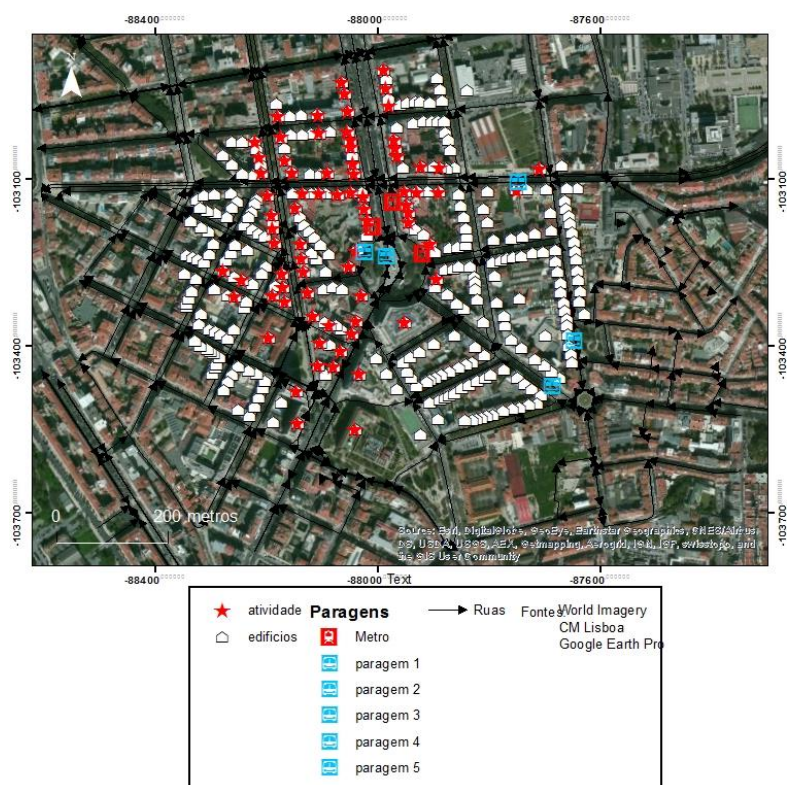 -88400 -88000 -87600
-103100 -103100
-103400 -103400
-103700 -103700
0 200 metros
Source: Esri, DigitalGlobe, GeoEye, Earthstar Geographics, CNES/Airbus
DS, USDA, USGS, AEX, Getmapping, Aerogrid, IGN, IGP, swisstopo, and
the GIS User Community
-88400 -88000 -87600
Text
atividade
edificios
Paragens
Metro
paragem 1
paragem 2
paragem 3
paragem 4
paragem 5
Ruas
Fontes
World Imagery
CM Lisboa
Google Earth Pro